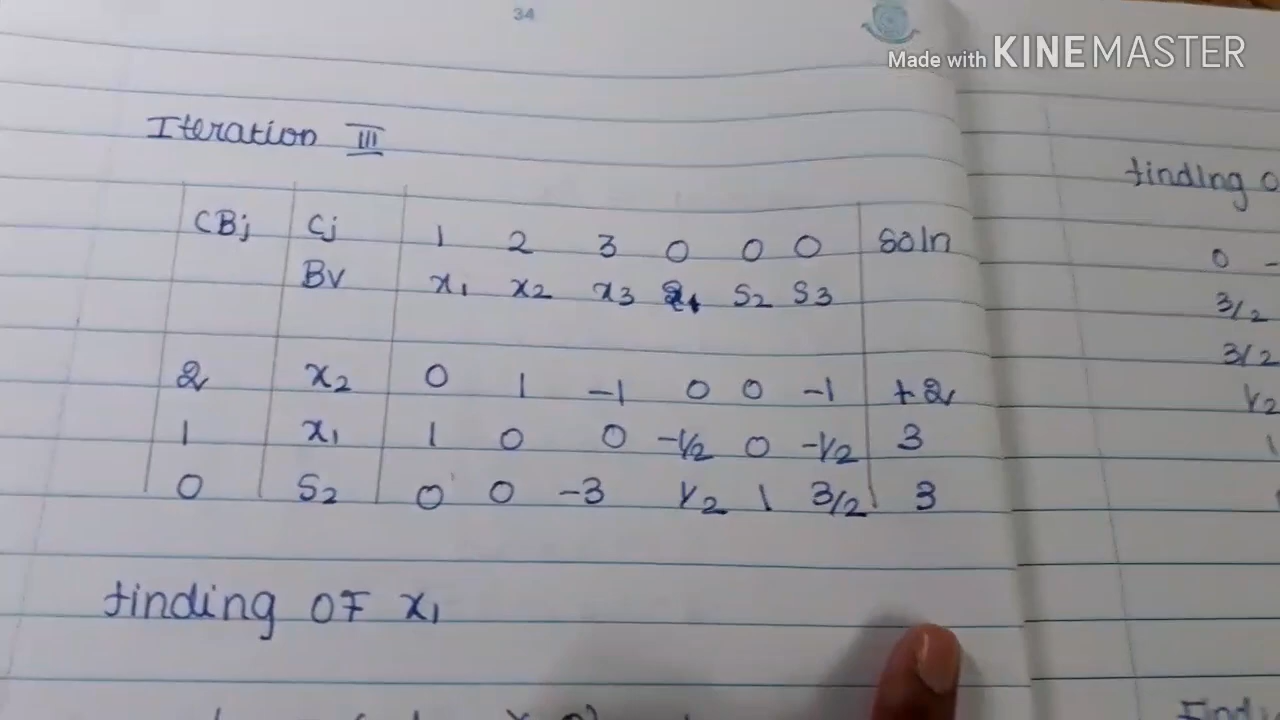 34
Made with KINEMASTER
Iteration III
finding O
CBj Cj 1 2 3 0 0 0 Soln
BV x1 x2 x3 S2 S3
0 -
3/2
3/2
2 x2 0 1 -1 0 0 -1 +2
1/2
1 x1 1 0 0 -1/2 0 -1/2 3
1
0 S2 0 0 -3 1/2 1 3/2 3
finding OF x1